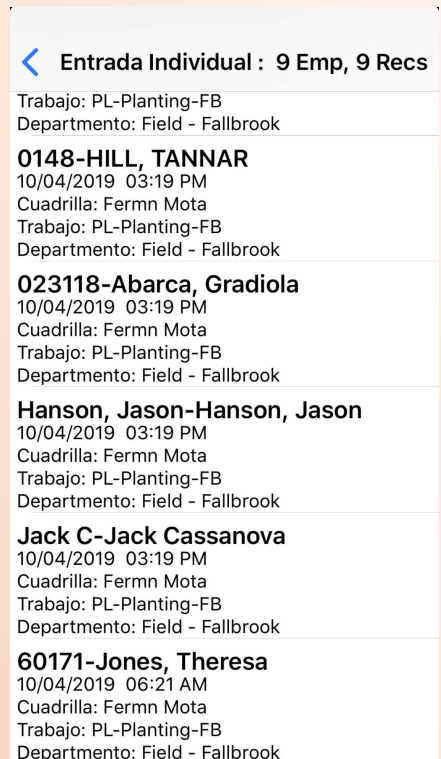 Entrada Individual :  9 Emp, 9 Recs
Trabajo: PL-Planting-FB
Departmento: Field - Fallbrook
0148-HILL, TANNAR
10/04/2019  03:19 PM
Cuadrilla: Fermn Mota
Trabajo: PL-Planting-FB
Departmento: Field - Fallbrook
023118-Abarca, Gradiola
10/04/2019  03:19 PM
Cuadrilla: Fermn Mota
Trabajo: PL-Planting-FB
Departmento: Field - Fallbrook
Hanson, Jason-Hanson, Jason
10/04/2019  03:19 PM
Cuadrilla: Fermn Mota
Trabajo: PL-Planting-FB
Departmento: Field - Fallbrook
Jack C-Jack Cassanova
10/04/2019  03:19 PM
Cuadrilla: Fermn Mota
Trabajo: PL-Planting-FB
Departmento: Field - Fallbrook
60171-Jones, Theresa
10/04/2019  06:21 AM
Cuadrilla: Fermn Mota
Trabajo: PL-Planting-FB
Departmento: Field - Fallbrook